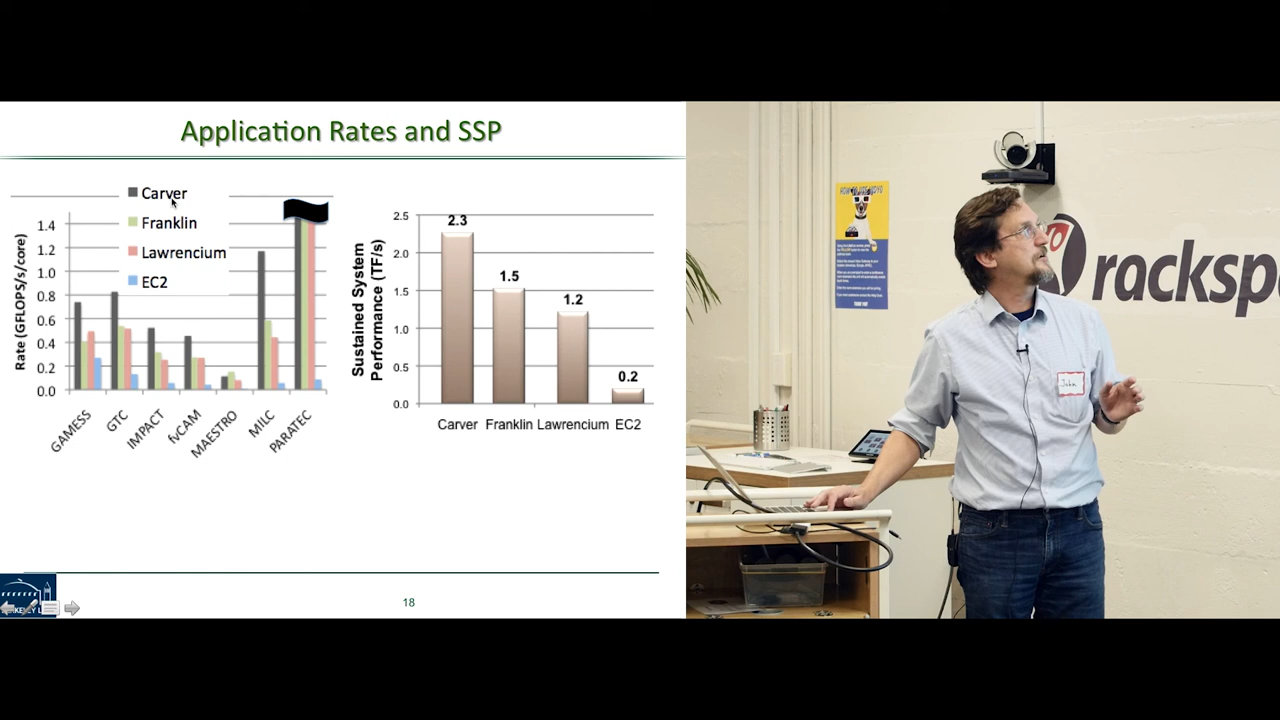 Application Rates and SSP
Carver
Franklin
Lawrencium
EC2
Rate (GFLOPS/s/core)
1.4
1.2
1.0
0.8
0.6
0.4
0.2
0.0
GAMESS
GTC
IMPACT
fvCAM
MAESTRO
MILC
PARATEC
Sustained System
Performance (TF/s)
2.5
2.0
1.5
1.0
0.5
0.0
2.3
1.5
1.2
0.2
Carver Franklin Lawrencium EC2
18
John
racksp